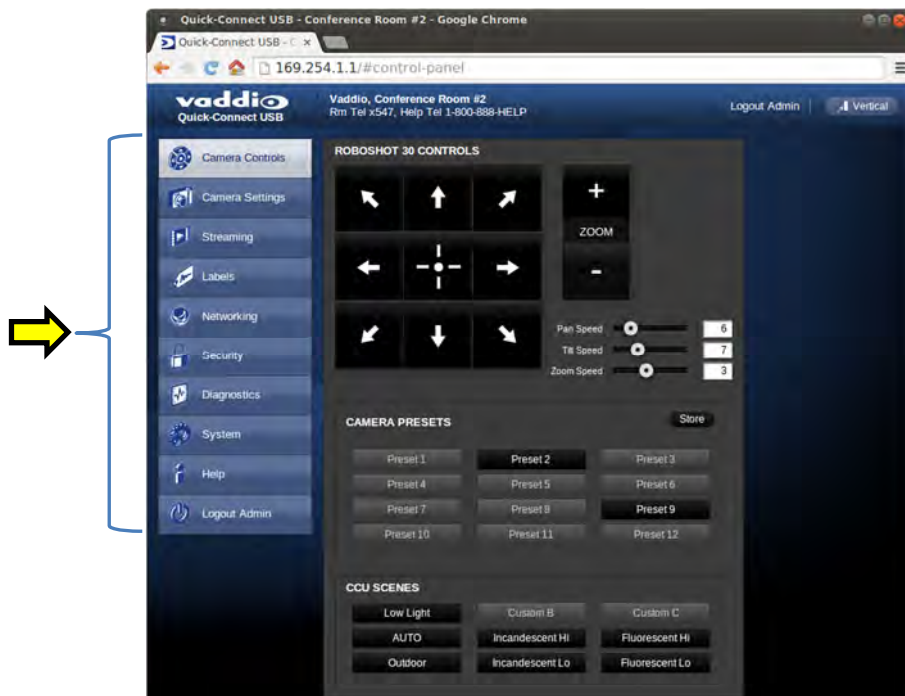 Quick-Connect USB - Conference Room #2 - Google Chrome
Quick-Connect USB - C ×
169.254.1.1/#control-panel
vaddio
Quick-Connect USB
Vaddio, Conference Room #2
Rm Tel x547, Help Tel 1-800-888-HELP
Logout Admin
Vertical
Camera Controls
Camera Settings
Streaming
Labels
Networking
Security
Diagnostics
System
Help
Logout Admin
ROBOSHOT 30 CONTROLS
+
ZOOM
-
Pan Speed 6
Tilt Speed 7
Zoom Speed 3
CAMERA PRESETS
Store
Preset 1 Preset 2 Preset 3
Preset 4 Preset 5 Preset 6
Preset 7 Preset 8 Preset 9
Preset 10 Preset 11 Preset 12
CCU SCENES
Low Light Custom B Custom C
AUTO Incandescent Hi Fluorescent Hi
Outdoor Incandescent Lo Fluorescent Lo